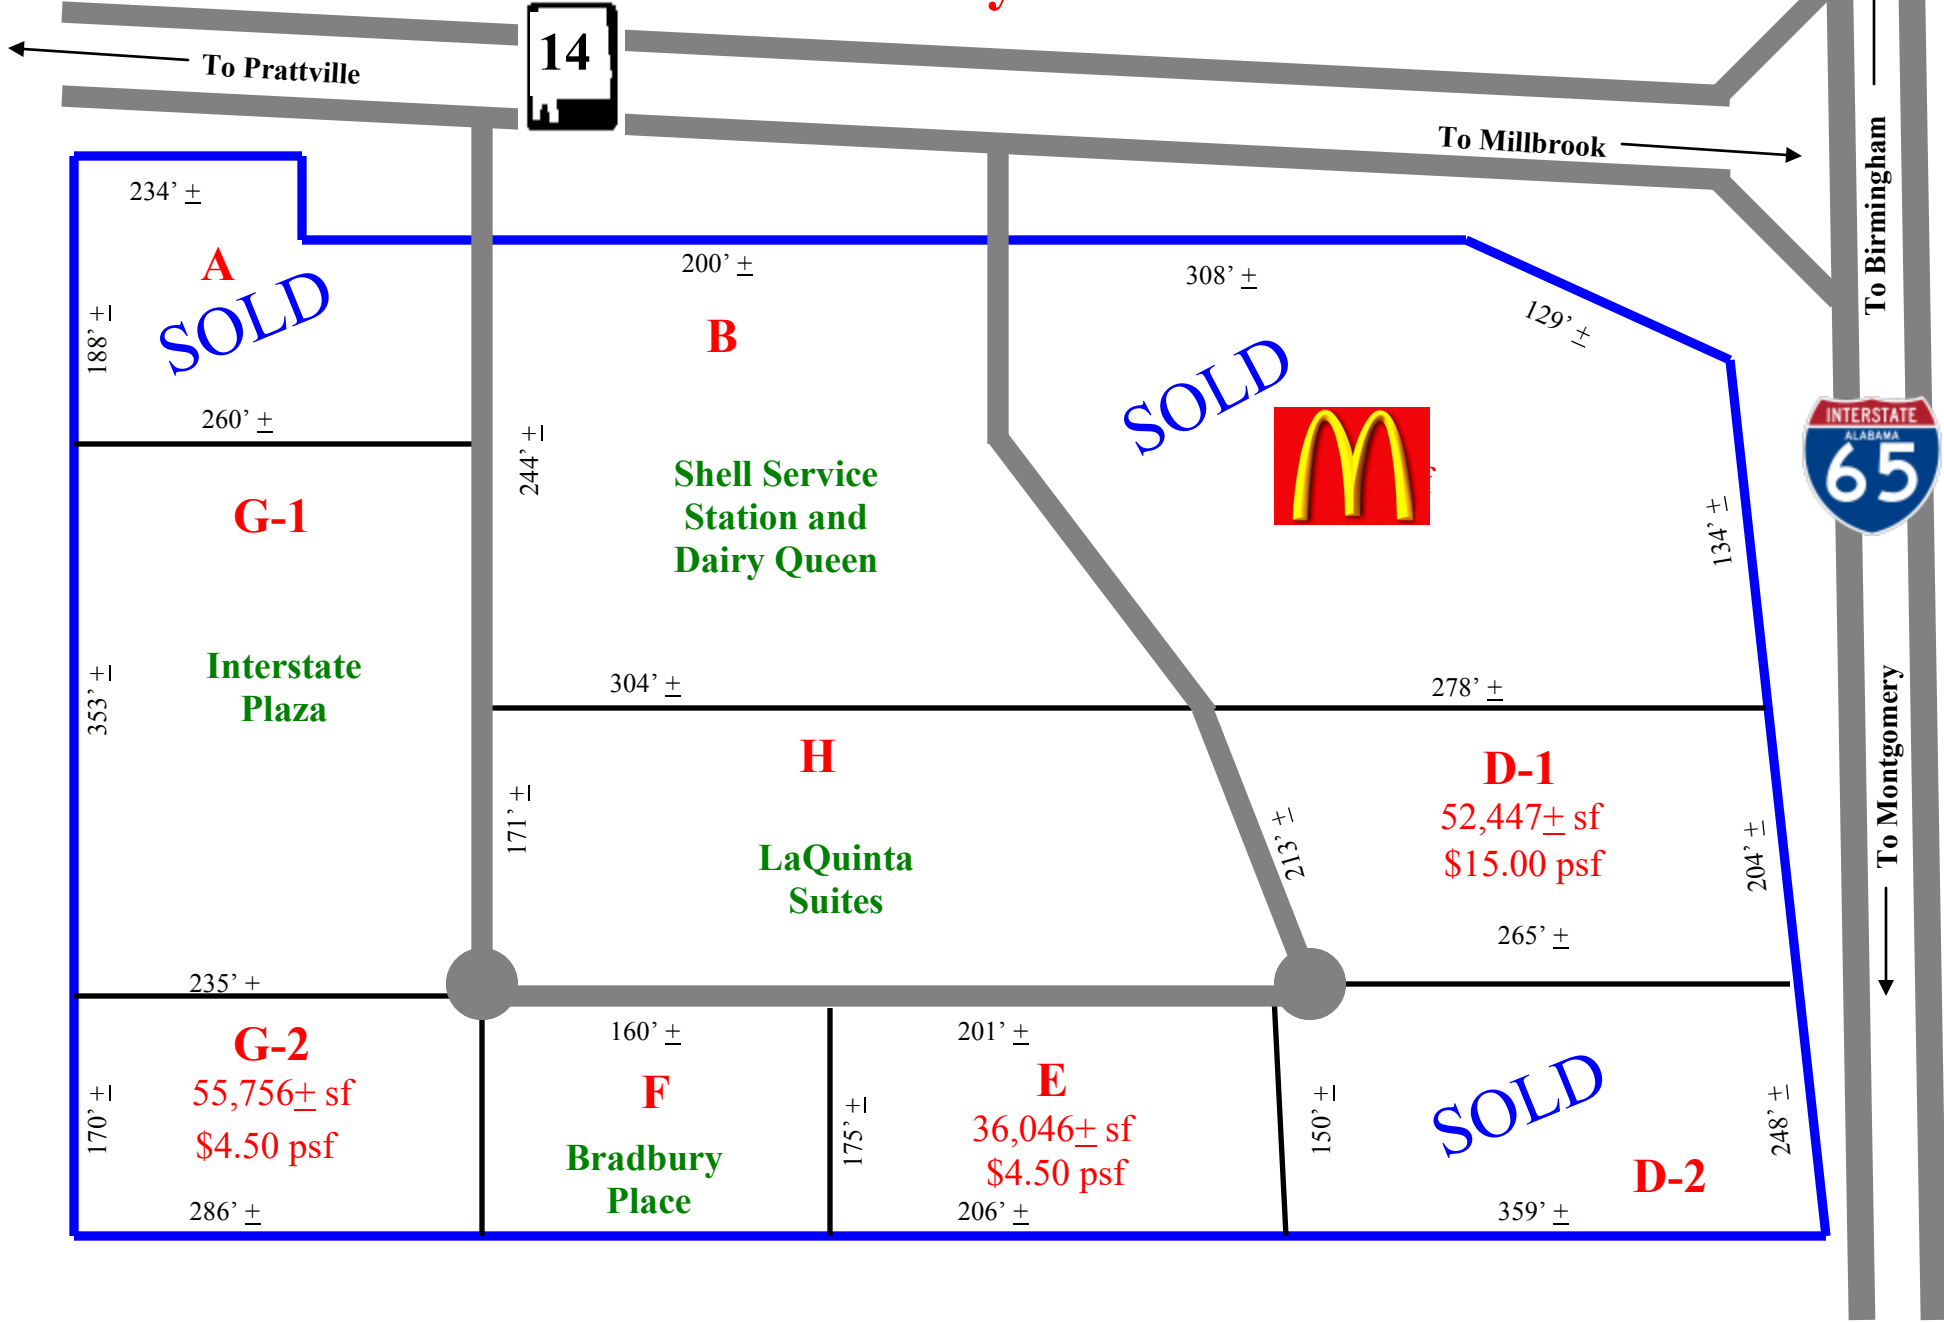 14
To Prattville
To Millbrook
To Birmingham
234’ ±
A
SOLD
188’ ±
260’ ±
200’ ±
B
244’ ±
Shell Service
Station and
Dairy Queen
304’ ±
308’ ±
129’ ±
SOLD
134’ ±
278’ ±
INTERSTATE
ALABAMA
65
G-1
Interstate
Plaza
353’ ±
235’ +
H
LaQuinta
Suites
171’ ±
213’ ±
D-1
52,447± sf
$15.00 psf
204’ ±
265’ ±
To Montgomery
G-2
55,756± sf
$4.50 psf
170’ ±
286’ ±
160’ ±
F
Bradbury
Place
175’ ±
201’ ±
E
36,046± sf
$4.50 psf
206’ ±
150’ ±
SOLD
D-2
248’ ±
359’ ±